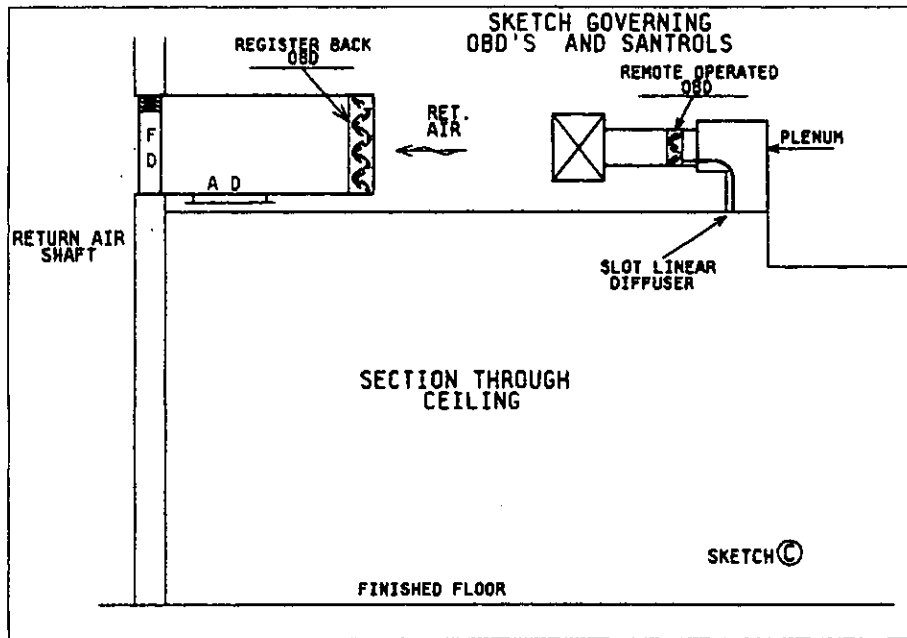 SKETCH GOVERNING
OBD'S AND SANTROLS
REGISTER BACK
OBD
REMOTE OPERATED
OBD
RET.
AIR
PLENUM
F
D
A D
RETURN AIR
SHAFT
SLOT LINEAR
DIFFUSER
SECTION THROUGH
CEILING
SKETCH C
FINISHED FLOOR